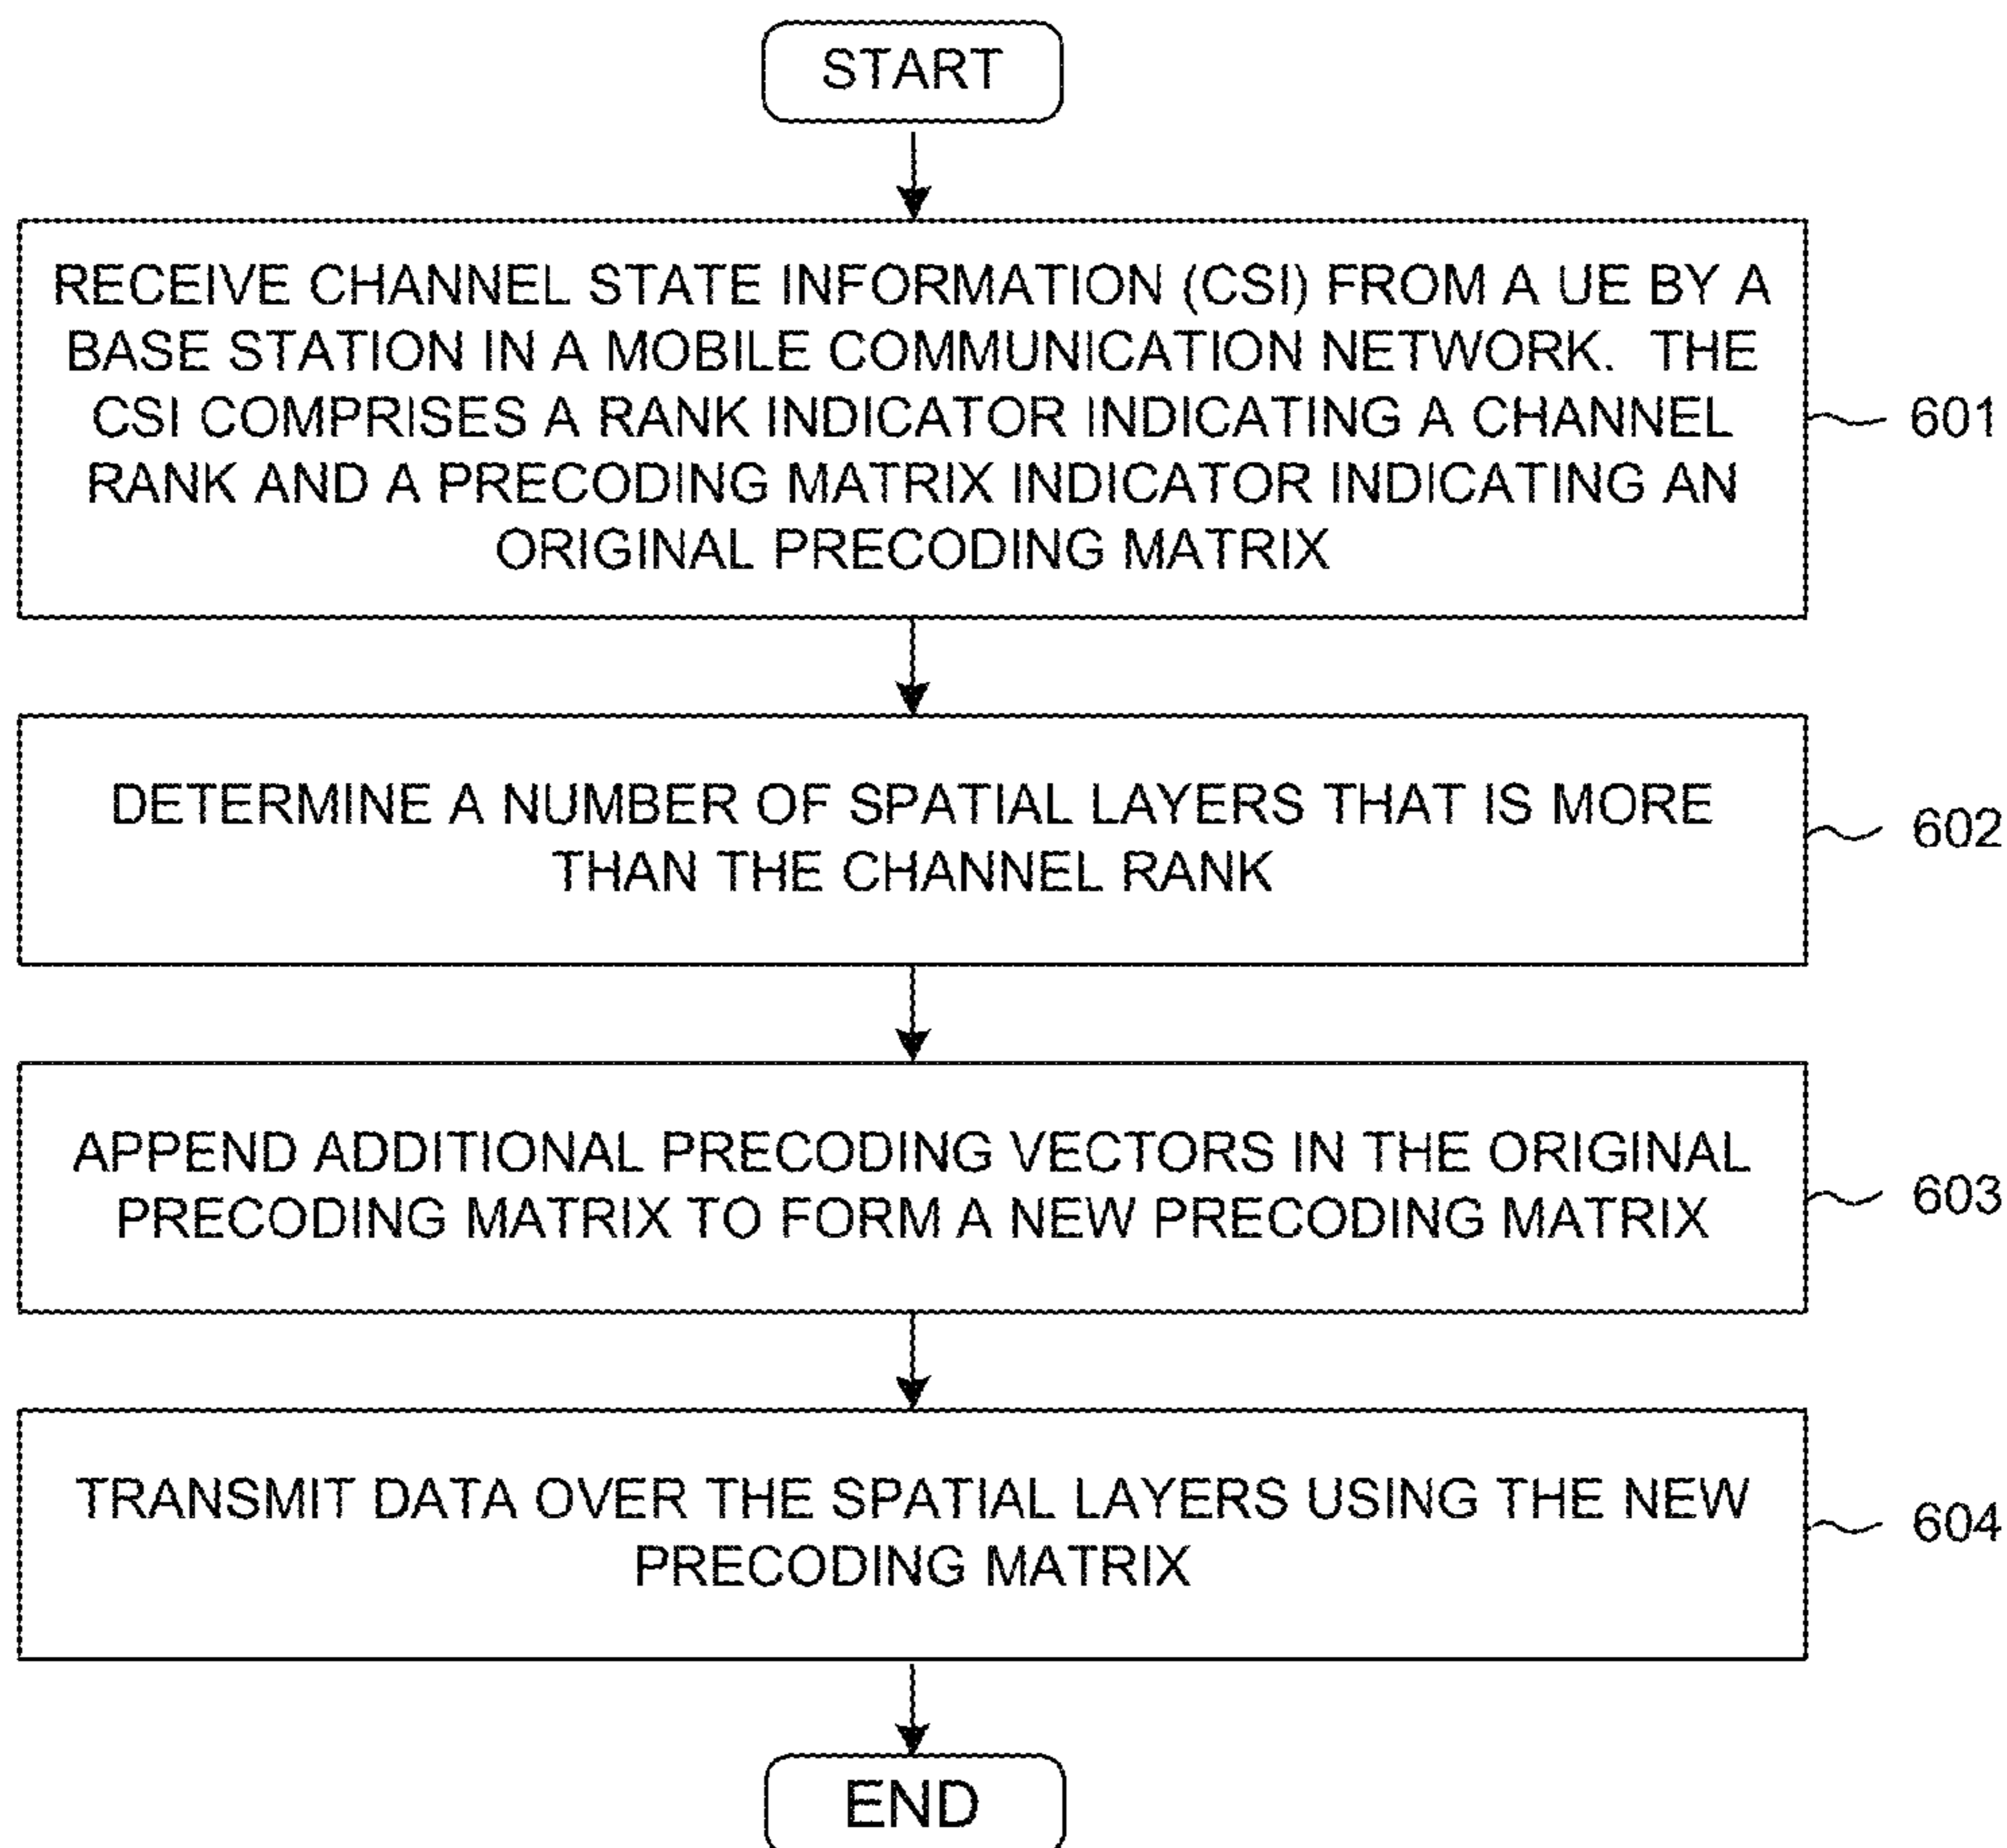 START
RECEIVE CHANNEL STATE INFORMATION (CSI) FROM A UE BY A
BASE STATION IN A MOBILE COMMUNICATION NETWORK. THE
CSI COMPRISES A RANK INDICATOR INDICATING A CHANNEL
RANK AND A PRECODING MATRIX INDICATOR INDICATING AN
ORIGINAL PRECODING MATRIX
601
DETERMINE A NUMBER OF SPATIAL LAYERS THAT IS MORE
THAN THE CHANNEL RANK
602
APPEND ADDITIONAL PRECODING VECTORS IN THE ORIGINAL
PRECODING MATRIX TO FORM A NEW PRECODING MATRIX
603
TRANSMIT DATA OVER THE SPATIAL LAYERS USING THE NEW
PRECODING MATRIX
604
END